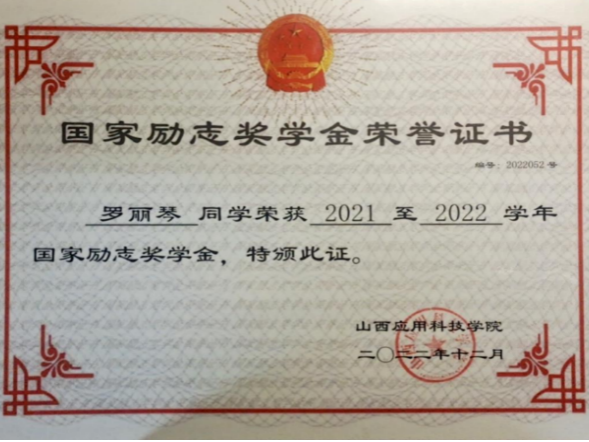 国家励志奖学金荣誉证书
编号：2022052号
罗丽琴 同学荣获 2021 至 2022 学年
国家励志奖学金，特颁此证。
山西应用科技学院
二〇二二年十二月